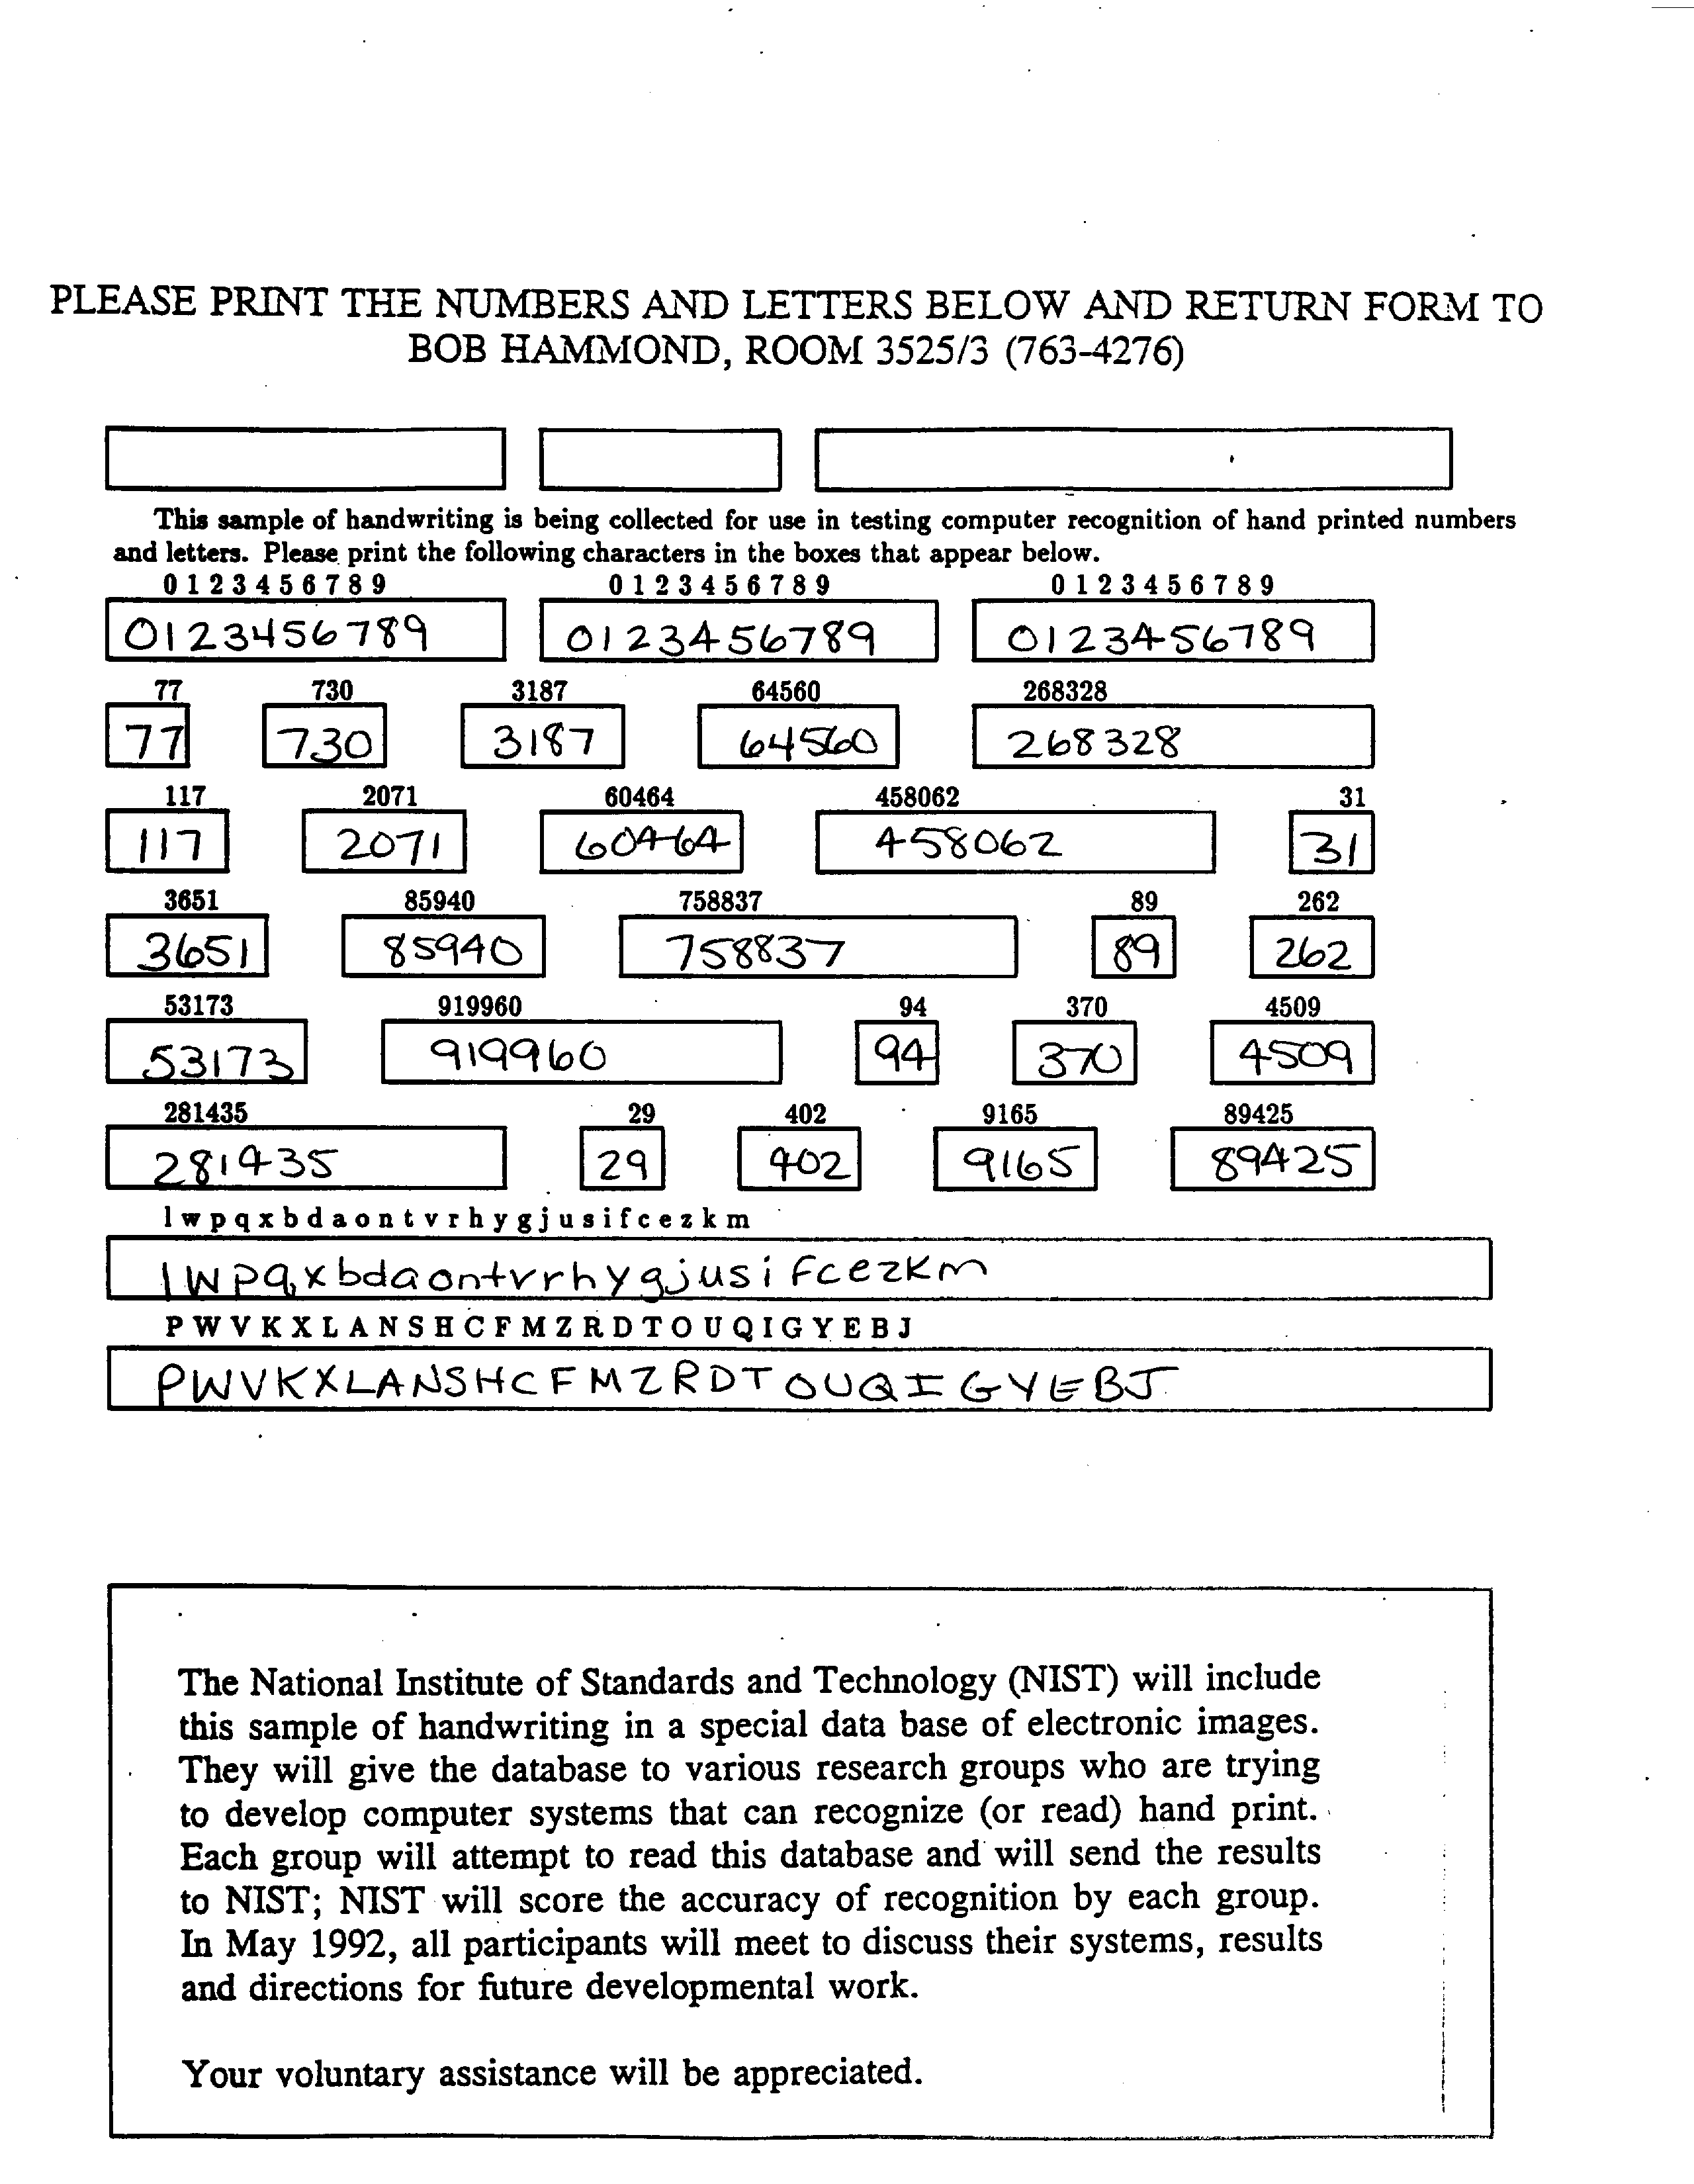 PLEASE PRINT THE NUMBERS AND LETTERS BELOW AND RETURN FORM TO
BOB HAMMOND, ROOM 3525/3 (763-4276)
This sample of handwriting is being collected for use in testing computer recognition of hand printed numbers
and letters. Please print the following characters in the boxes that appear below.
0 1 2 3 4 5 6 7 8 9 0 1 2 3 4 5 6 7 8 9 0 1 2 3 4 5 6 7 8 9
0123456789 0123456789 0123456789
77 730 3187 64560 268328
77 730 3187 64560 268328
117 2071 60464 458062 31
117 2071 60464 458062 31
3651 85940 758837 89 262
3651 85940 758837 89 262
53173 919960 94 370 4509
53173 919960 94 370 4509
281435 29 402 9165 89425
281435 29 402 9165 89425
l w p q x b d a o n t v r h y g j u s i f c e z k m
l w p q x b d a o n t v r r h y g j u s i f c e z k m
P W V K X L A N S H C F M Z R D T O U Q I G Y E B J
P W V K X L A N S H C F M Z R D T O U Q I G Y E B J
The National Institute of Standards and Technology (NIST) will include
this sample of handwriting in a special data base of electronic images.
They will give the database to various research groups who are trying
to develop computer systems that can recognize (or read) hand print.
Each group will attempt to read this database and will send the results
to NIST; NIST will score the accuracy of recognition by each group.
In May 1992, all participants will meet to discuss their systems, results
and directions for future developmental work.
Your voluntary assistance will be appreciated.